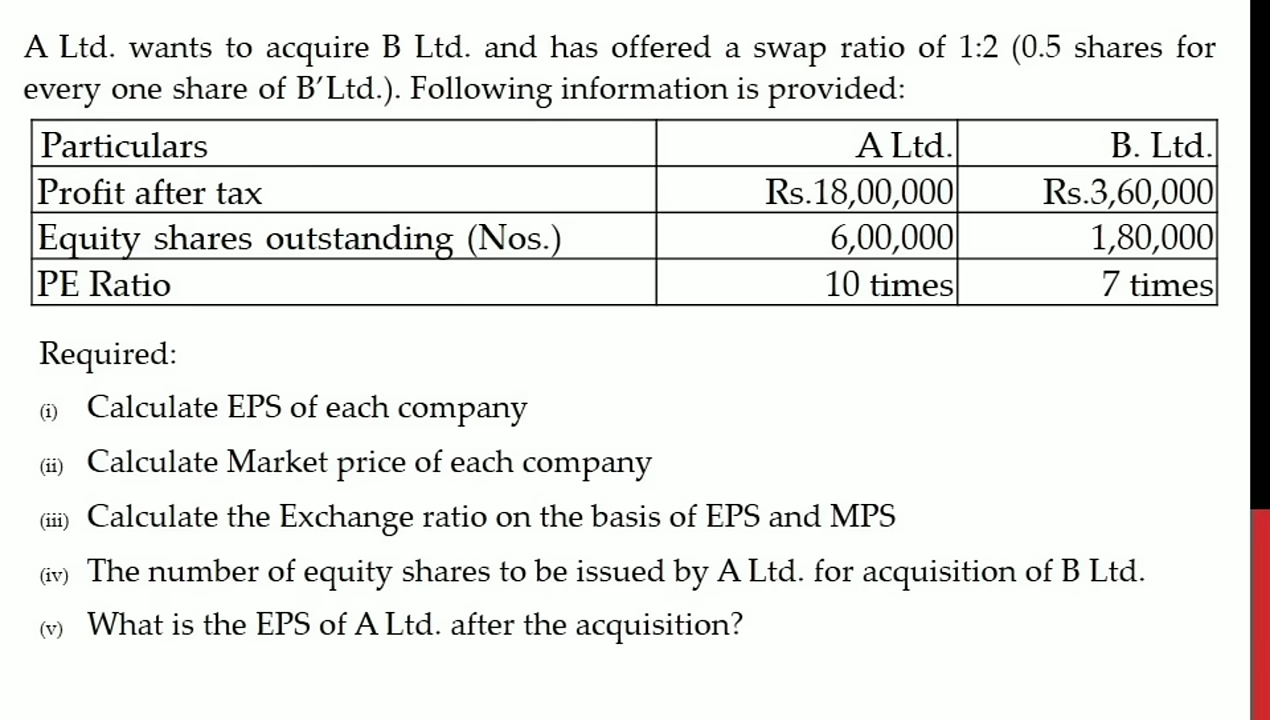 A Ltd. wants to acquire B Ltd. and has offered a swap ratio of 1:2 (0.5 shares for
every one share of B′Ltd.). Following information is provided:
Particulars A Ltd. B. Ltd.
Profit after tax Rs.18,00,000 Rs.3,60,000
Equity shares outstanding (Nos.) 6,00,000 1,80,000
PE Ratio 10 times 7 times
Required:
(i) Calculate EPS of each company
(ii) Calculate Market price of each company
(iii) Calculate the Exchange ratio on the basis of EPS and MPS
(iv) The number of equity shares to be issued by A Ltd. for acquisition of B Ltd.
(v) What is the EPS of A Ltd. after the acquisition?